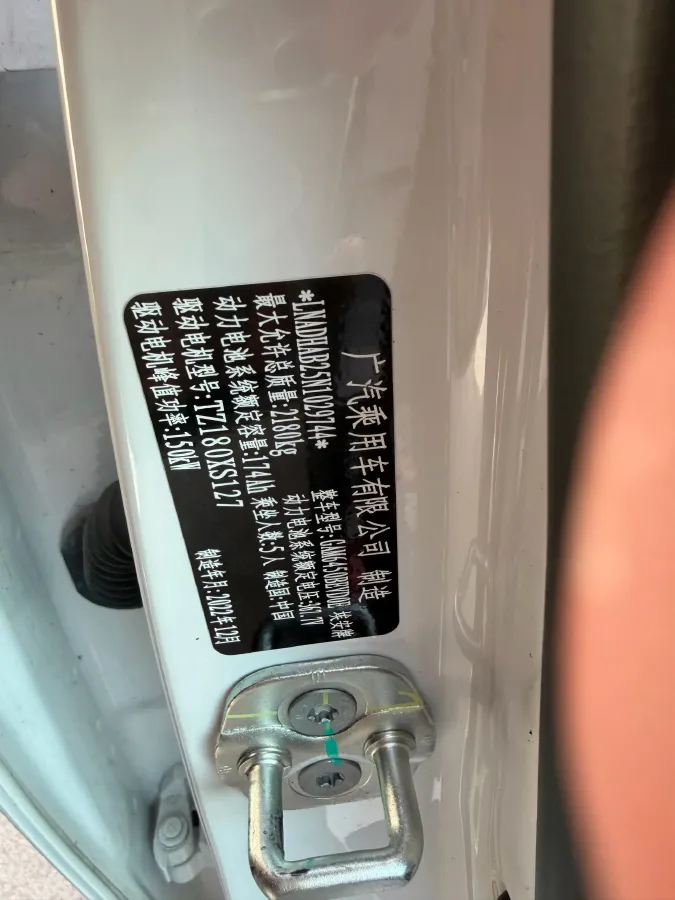 广汽乘用车有限公司 制造
*LNADHAB25N1029744* 整车型号: 埃安牌
最大允许总质量:2180kg 动力电池系统额定电压:
动力电池系统额定容量:174Ah 乘坐人数:5人 制造国:中国
驱动电机型号:TZ180XS127
驱动电机峰值功率:150kW 制造年月:2022年12月